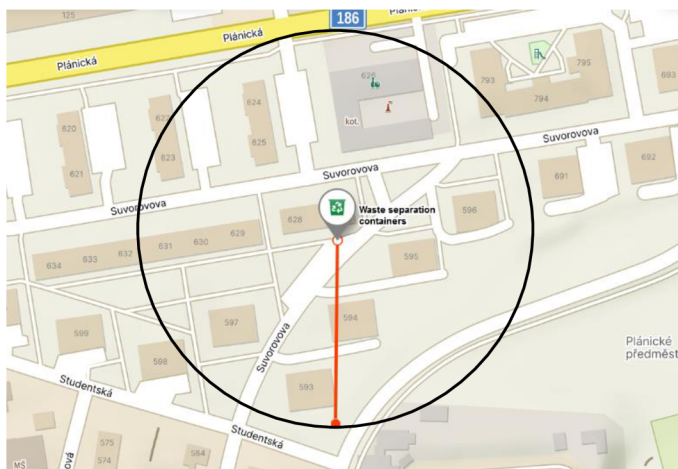 125
186
Plánická
Plánická
624
626
795
793
794
620
622
kot.
625
623
621
Suvorovova
692
691
Suvorovova
Suvorovova
628
Waste separation
containers
596
629
630
631
632
633
634
595
594
597
599
Suvorovova
598
593
Plánické
předměst
Studentská
Studentská
575
574
584
MŠ
ová